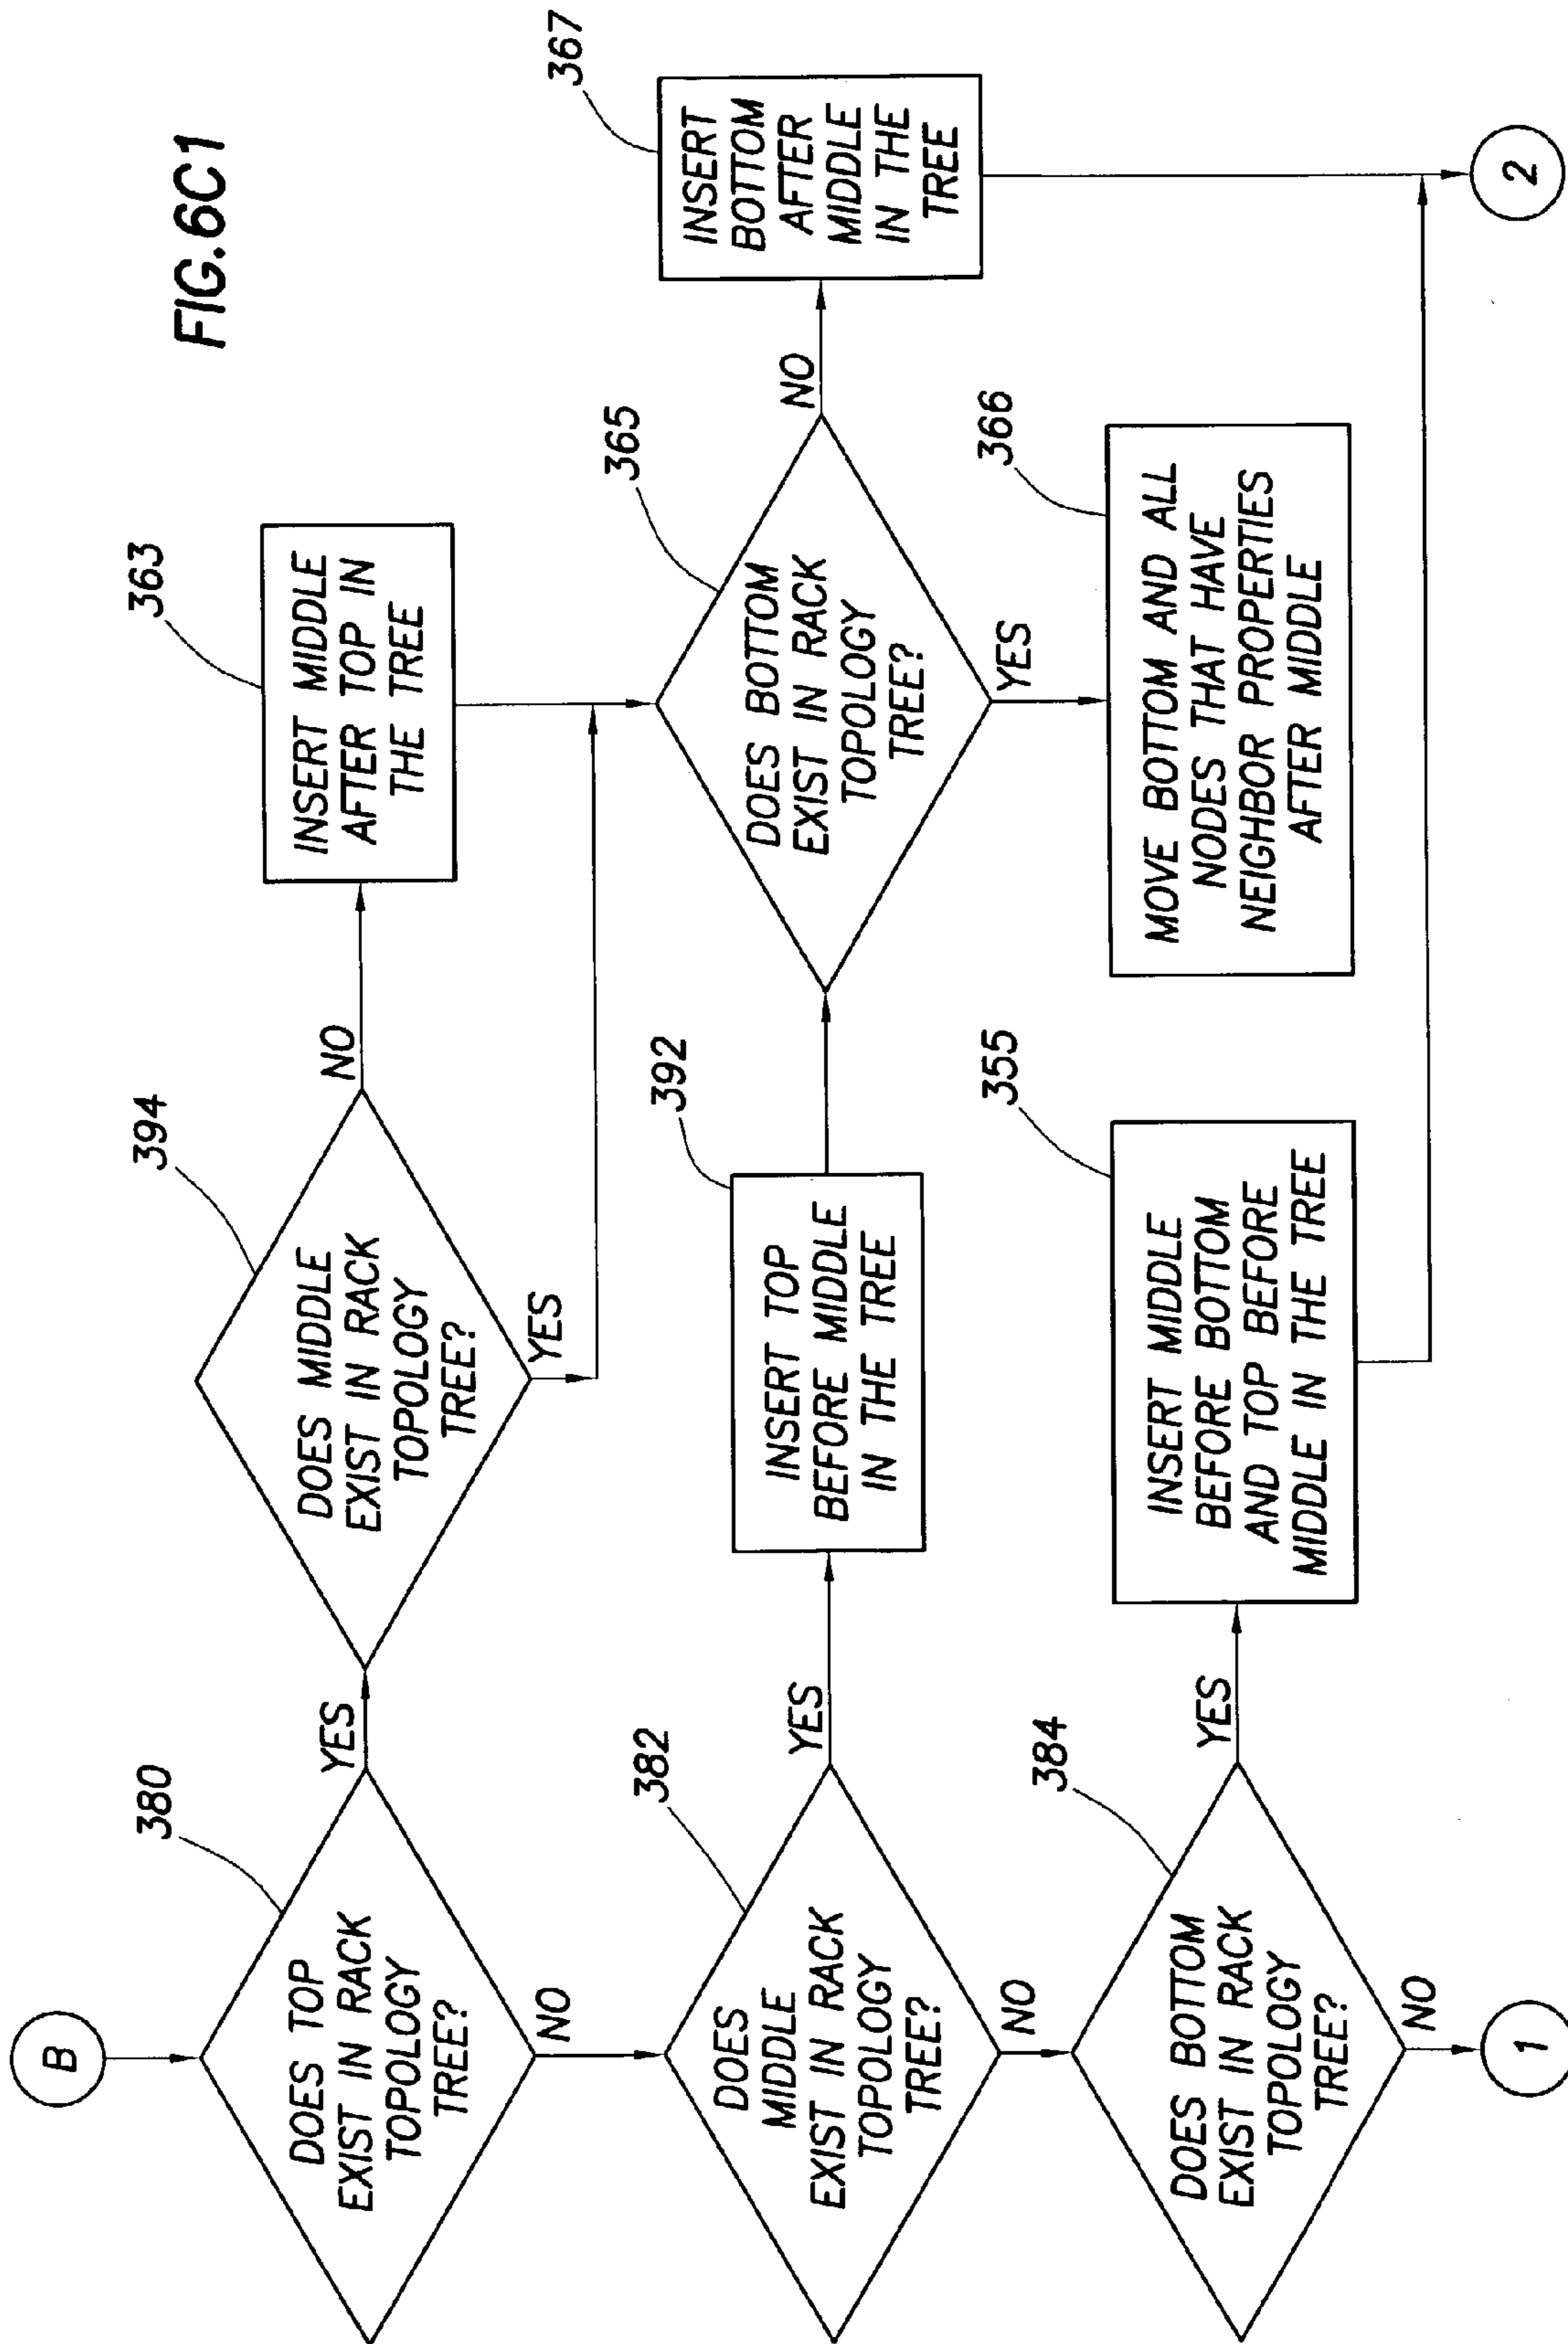 FIG.6C1
B
380
DOES TOP
EXIST IN RACK
TOPOLOGY
TREE?
YES
NO
394
DOES MIDDLE
EXIST IN RACK
TOPOLOGY
TREE?
NO
YES
363
INSERT MIDDLE
AFTER TOP IN
THE TREE
382
DOES
MIDDLE
EXIST IN RACK
TOPOLOGY
TREE?
YES
NO
392
INSERT TOP
BEFORE MIDDLE
IN THE TREE
365
DOES BOTTOM
EXIST IN RACK
TOPOLOGY
TREE?
NO
YES
367
INSERT
BOTTOM
AFTER
MIDDLE
IN THE
TREE
384
DOES BOTTOM
EXIST IN RACK
TOPOLOGY
TREE?
YES
NO
355
INSERT MIDDLE
BEFORE BOTTOM
AND TOP BEFORE
MIDDLE IN THE TREE
366
MOVE BOTTOM AND ALL
NODES THAT HAVE
NEIGHBOR PROPERTIES
AFTER MIDDLE
1
2